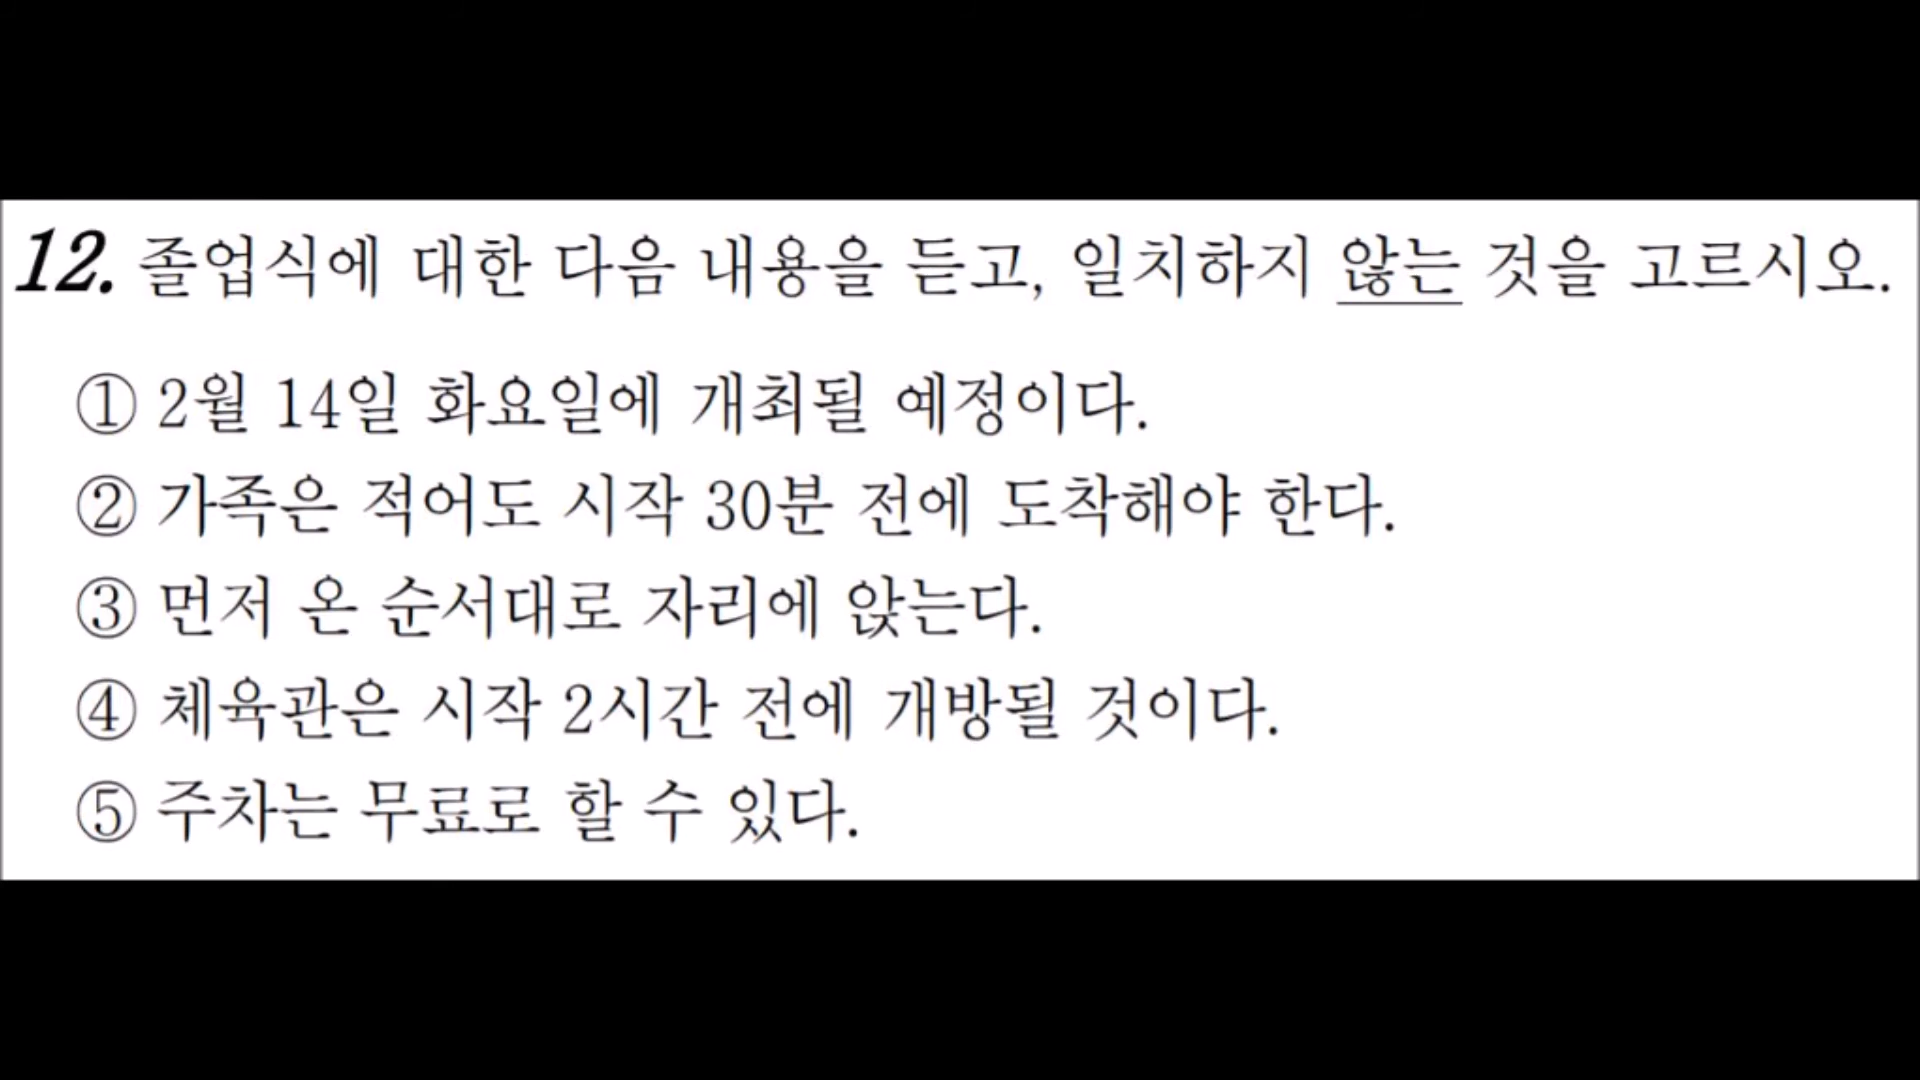 12. 졸업식에 대한 다음 내용을 듣고, 일치하지 않는 것을 고르시오.
① 2월 14일 화요일에 개최될 예정이다.
② 가족은 적어도 시작 30분 전에 도착해야 한다.
③ 먼저 온 순서대로 자리에 앉는다.
④ 체육관은 시작 2시간 전에 개방될 것이다.
⑤ 주차는 무료로 할 수 있다.